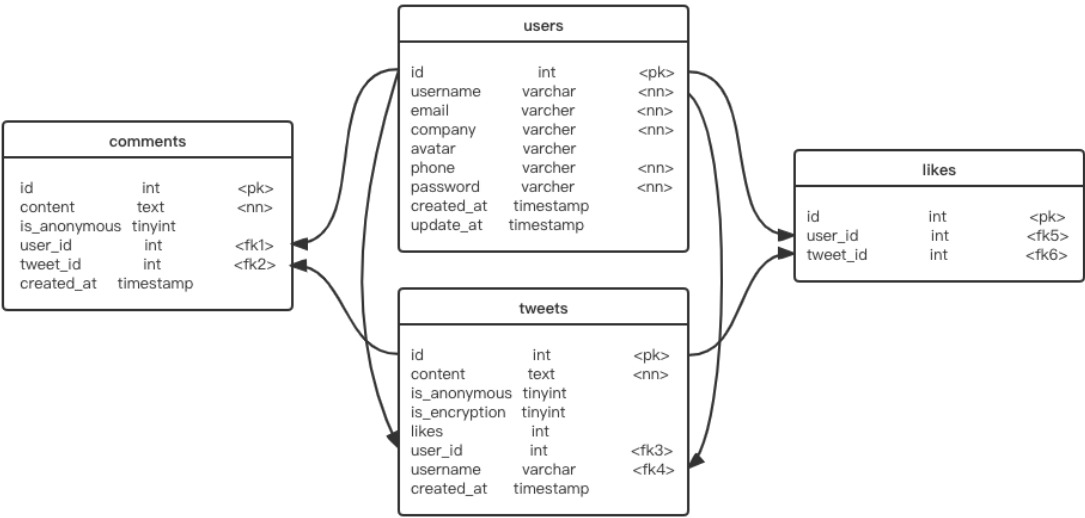 users
id int <pk>
username varchar <nn>
email varcher <nn>
company varcher <nn>
avatar varcher
phone varcher <nn>
password varcher <nn>
created_at timestamp
update_at timestamp
comments
id int <pk>
content text <nn>
is_anonymous tinyint
user_id int <fk1>
tweet_id int <fk2>
created_at timestamp
likes
id int <pk>
user_id int <fk5>
tweet_id int <fk6>
tweets
id int <pk>
content text <nn>
is_anonymous tinyint
is_encryption tinyint
likes int
user_id int <fk3>
username varchar <fk4>
created_at timestamp